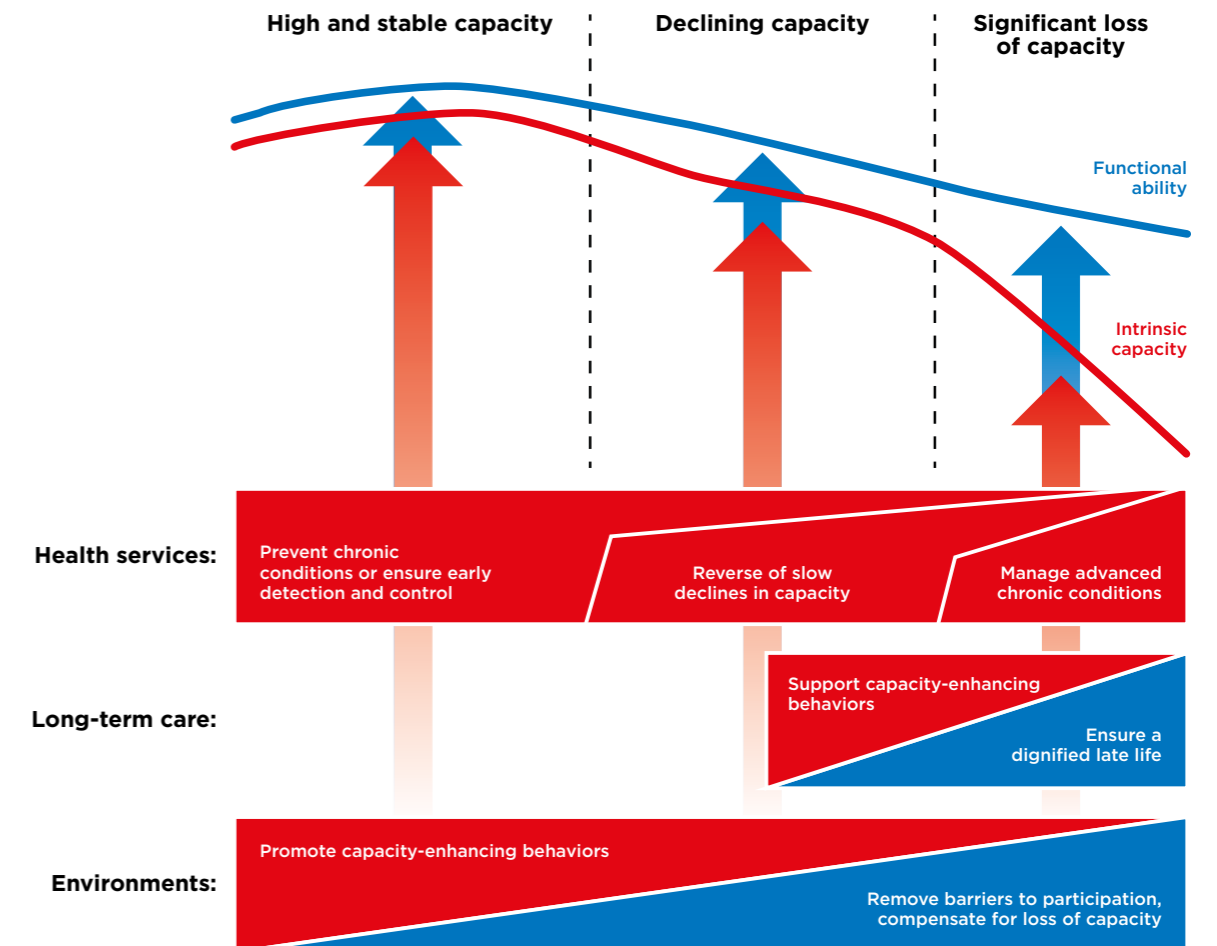 High and stable capacity
Declining capacity
Significant loss
of capacity
Functional
ability
Intrinsic
capacity
Health services:
Prevent chronic
conditions or ensure early
detection and control
Reverse of slow
declines in capacity
Manage advanced
chronic conditions
Long-term care:
Support capacity-enhancing
behaviors
Ensure a
dignified late life
Environments:
Promote capacity-enhancing behaviors
Remove barriers to participation,
compensate for loss of capacity